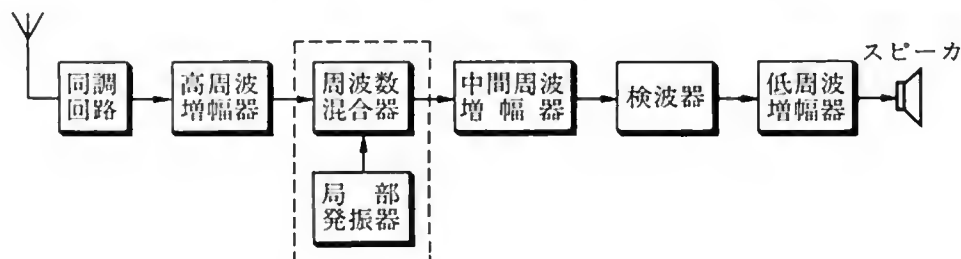 スピーカ
同調
回路
高周波
増幅器
周波数
混合器
中間周波
増幅器
検波器
低周波
増幅器
局部
発振器